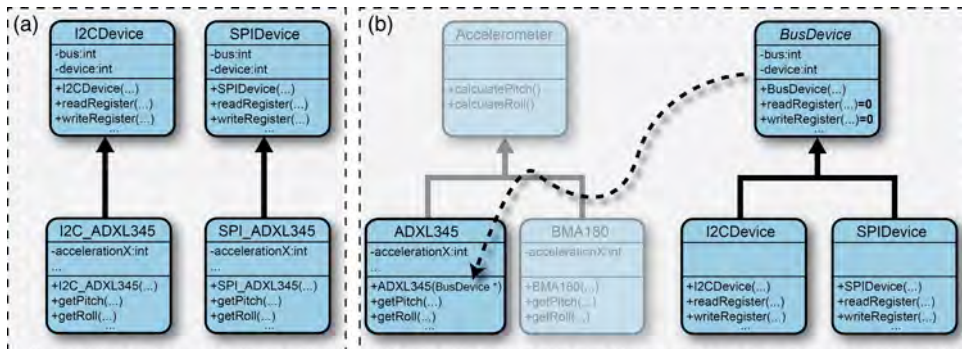 (a)
I2CDevice
-bus:int
-device:int
+I2CDevice(...)
+readRegister(...)
+writeRegister(...)
...
SPIDevice
-bus:int
-device:int
+SPIDevice(...)
+readRegister(...)
+writeRegister(...)
...
I2C_ADXL345
-accelerationX:int
...
+I2C_ADXL345(...)
+getPitch(...)
+getRoll(...)
...
SPI_ADXL345
-accelerationX:int
...
+SPI_ADXL345(...)
+getPitch(...)
+getRoll(...)
...
(b)
Accelerometer
+calculatePitch()
+calculateRoll()
BusDevice
-bus:int
-device:int
+BusDevice(...)
+readRegister(...)=0
+writeRegister(...)=0
...
ADXL345
-accelerationX:int
...
+ADXL345(BusDevice *)
+getPitch(...)
+getRoll(...)
...
BMA180
-accelerationX:int
...
+BMA180(...)
+getPitch(...)
+getRoll(...)
...
I2CDevice
+I2CDevice(...)
+readRegister(...)
+writeRegister(...)
...
SPIDevice
+SPIDevice(...)
+readRegister(...)
+writeRegister(...)
...